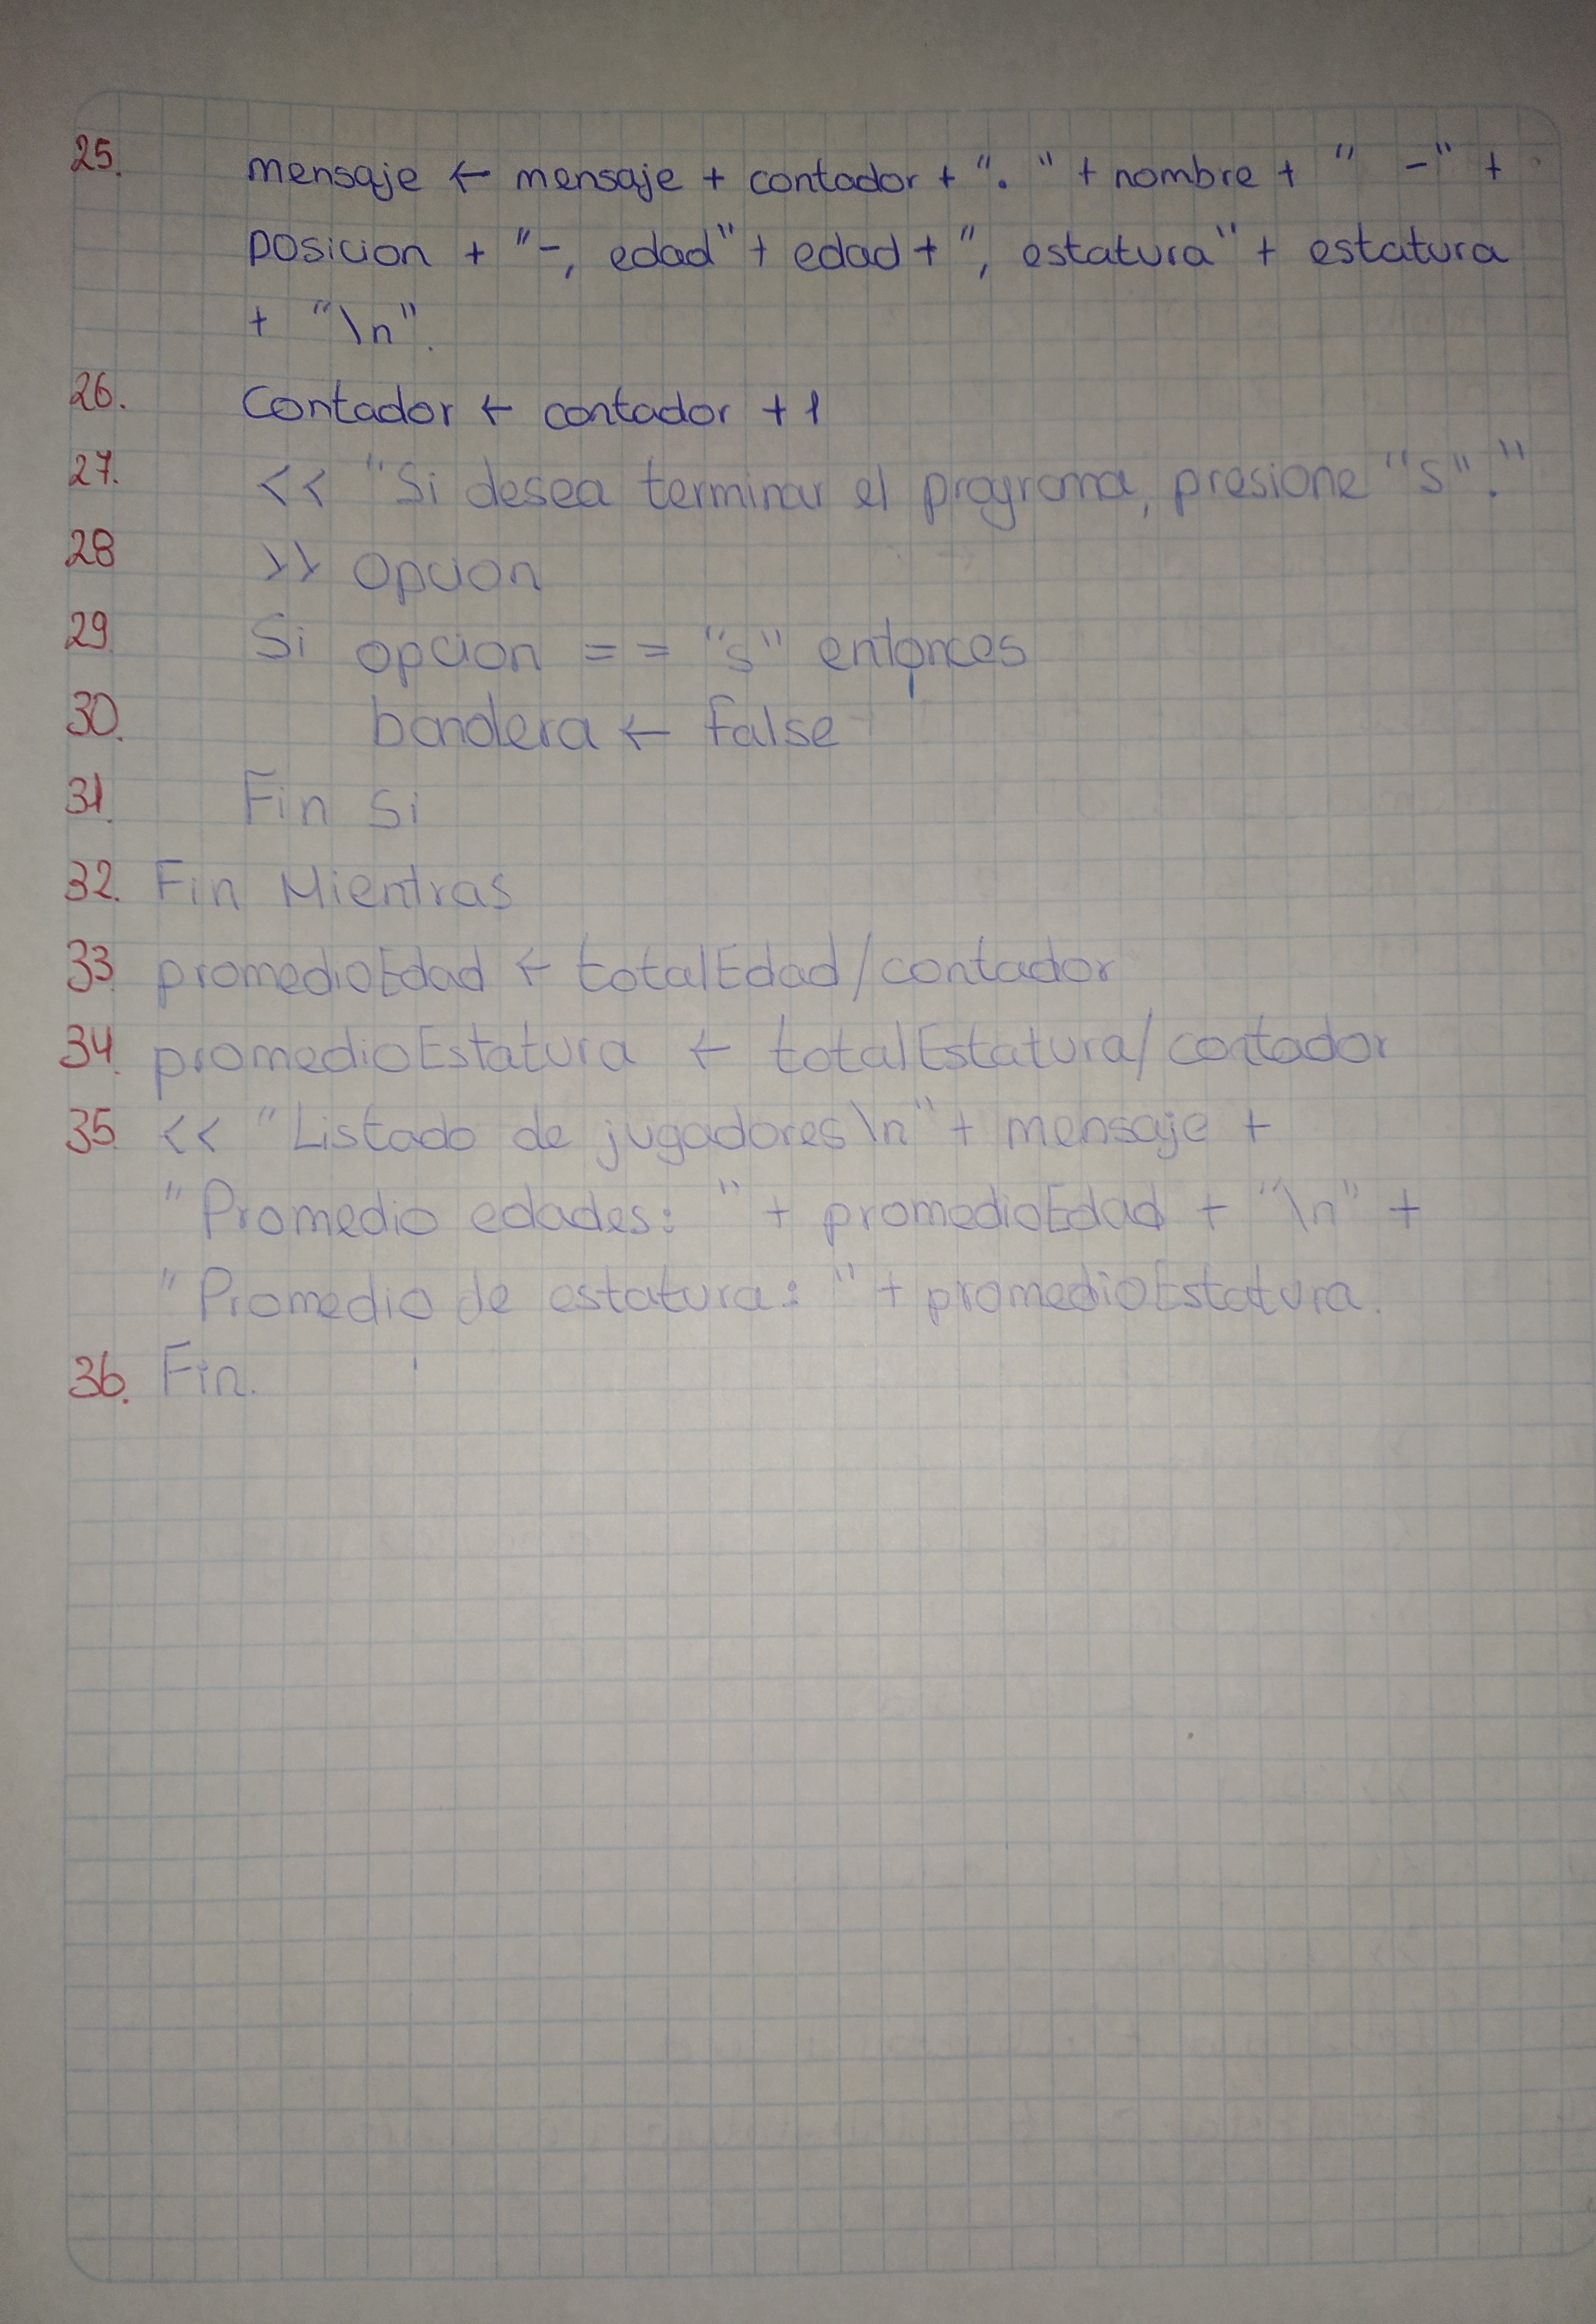 25. mensaje ← mensaje + contador + ". " + nombre + " -" +
posicion + "-, edad" + edad + ", estatura" + estatura
+ "\n".
26. Contador ← contador + 1
27. << "Si desea terminar el programa, presione "s"."
28 >> opcion
29. Si opcion == "s" entonces
30. bandera ← false
31. Fin Si
32. Fin Mientras
33. promedioEdad ← totalEdad/contador
34. promedioEstatura ← totalEstatura/contador
35 << "Listado de jugadores\n" + mensaje +
"Promedio edades: " + promedioEdad + "\n" +
"Promedio de estatura: " + promedioEstatura.
36. Fin.